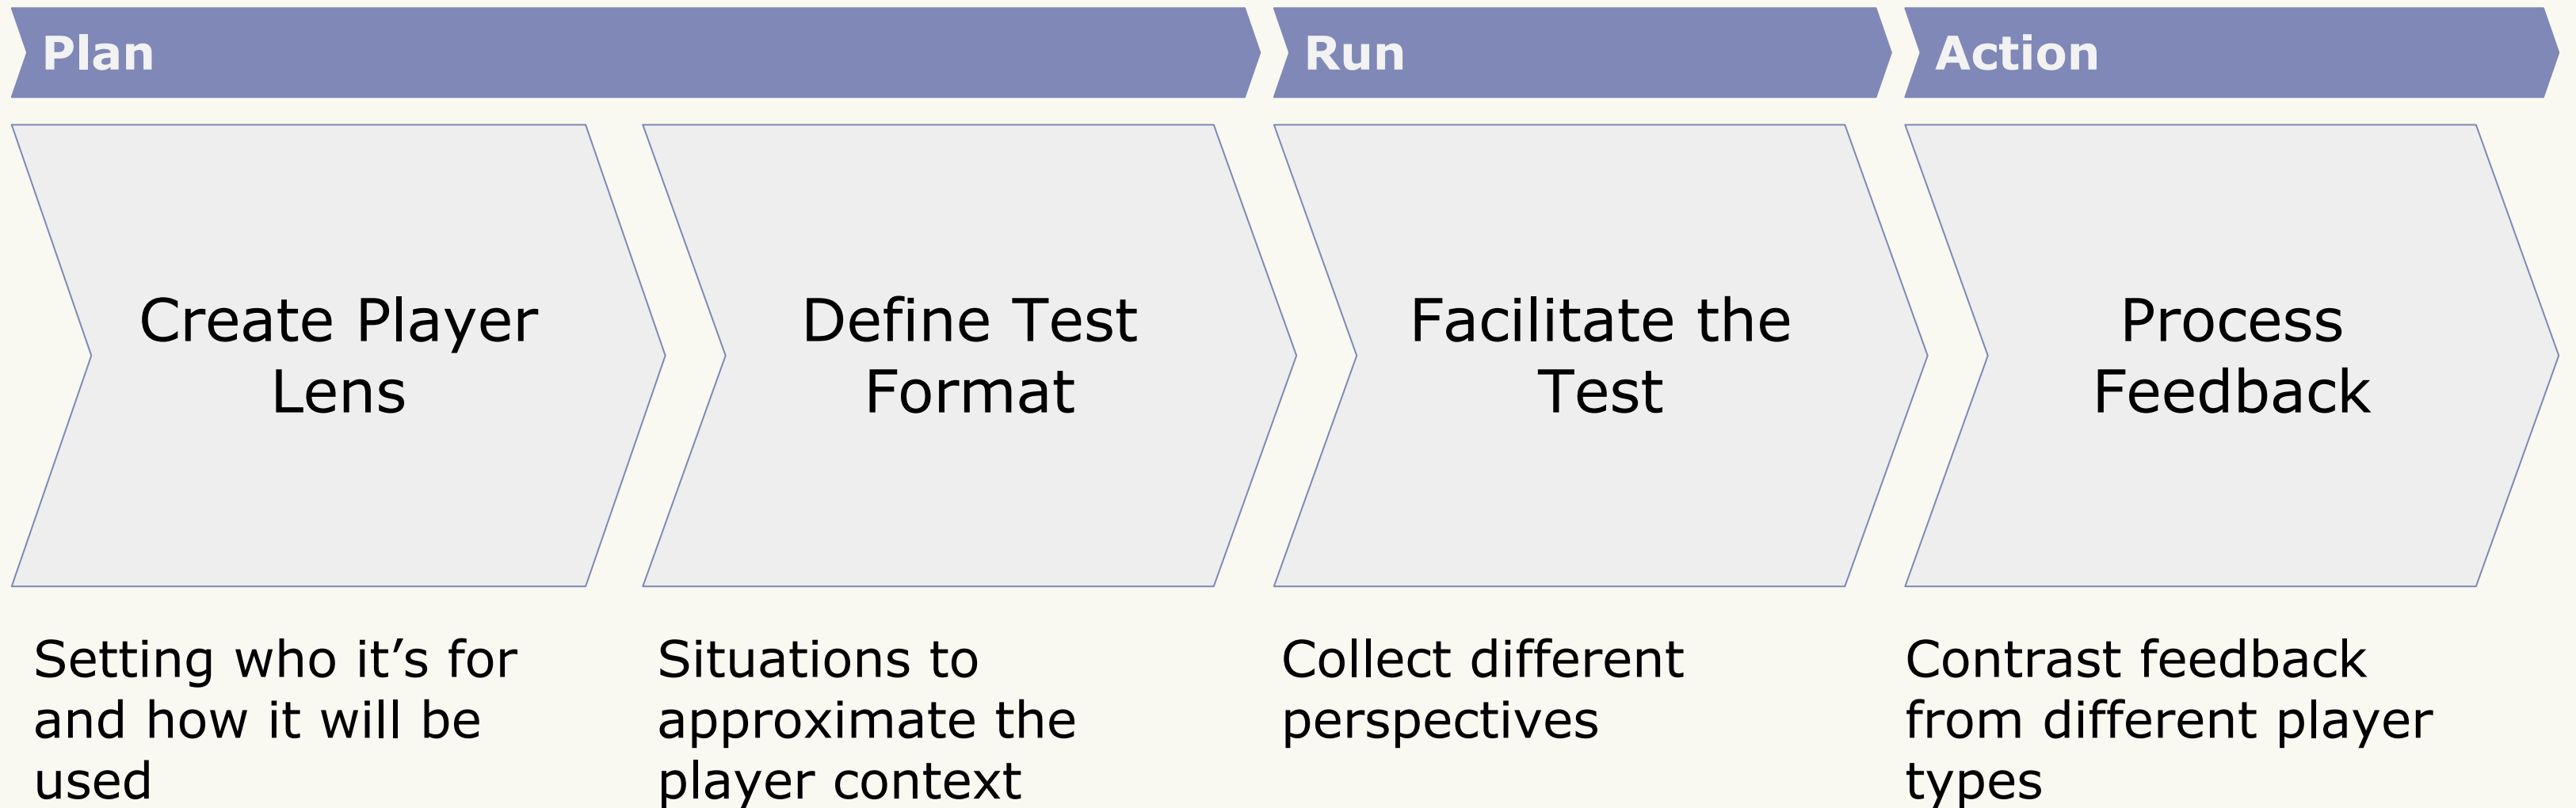 Plan
Run
Action
Create Player
Lens
Define Test
Format
Facilitate the
Test
Process
Feedback
Setting who it’s for
and how it will be
used
Situations to
approximate the
player context
Collect different
perspectives
Contrast feedback
from different player
types